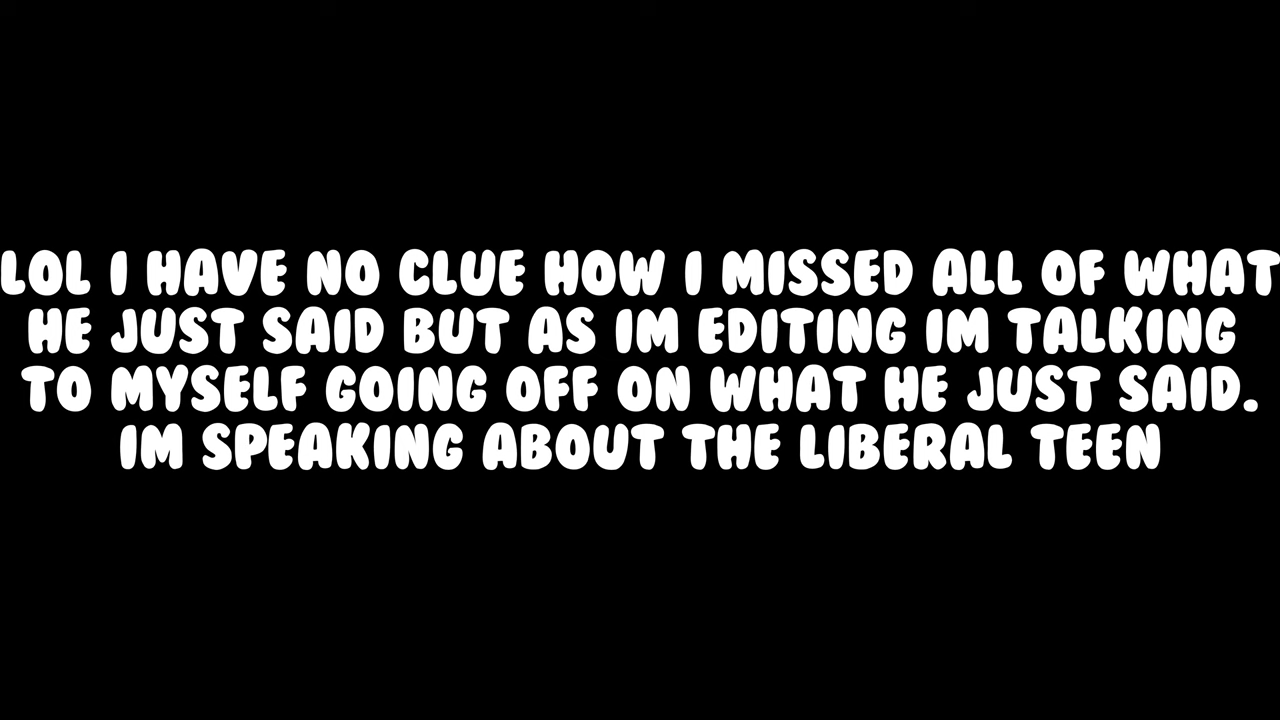 LOL I HAVE NO CLUE HOW I MISSED ALL OF WHAT
HE JUST SAID BUT AS IM EDITING IM TALKING
TO MYSELF GOING OFF ON WHAT HE JUST SAID.
IM SPEAKING ABOUT THE LIBERAL TEEN